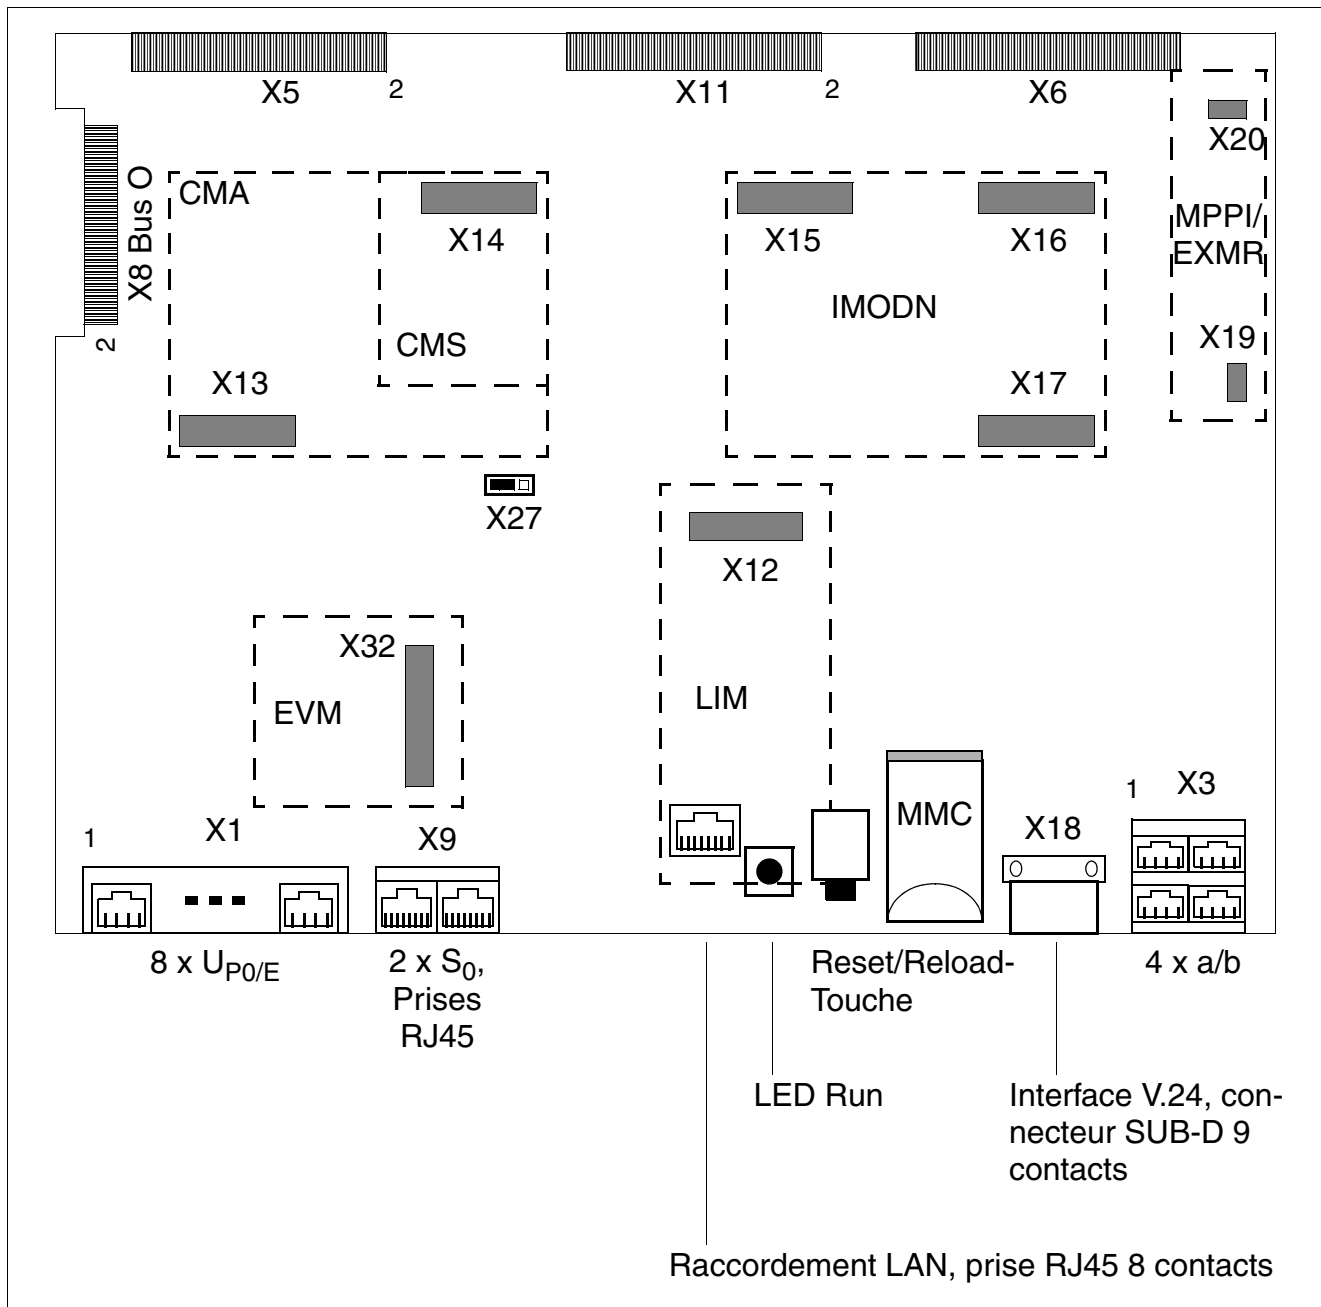 X5
2
X11
2
X6
X20
X8 Bus O
2
CMA
X14
X15
X16
MPPI/
EXMR
IMODN
CMS
X19
X13
X17
X27
X12
X32
LIM
EVM
MMC
1
X3
1
X1
X9
X18
8 x UP0/E
2 x S0,
Prises
RJ45
Reset/Reload-
Touche
4 x a/b
LED Run
Interface V.24, con-
necteur SUB-D 9
contacts
Raccordement LAN, prise RJ45 8 contacts